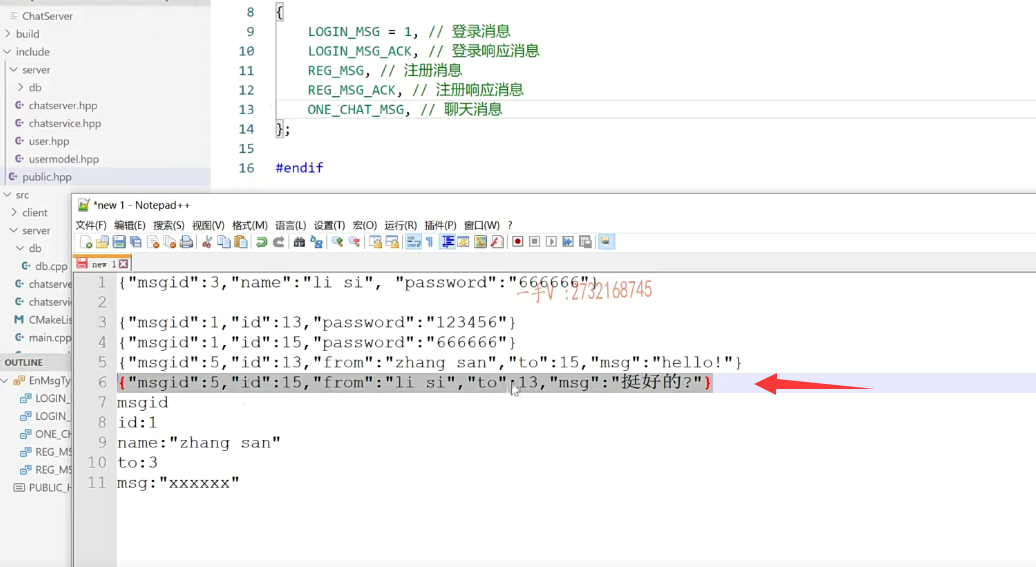 ChatServer
build
include
server
db
chatserver.hpp
chatservice.hpp
user.hpp
usermodel.hpp
public.hpp
src
client
server
db
db.cpp
chatserve
chatservi
CMakeLis
main.cpp
OUTLINE
EnMsgTy
LOGIN_
LOGIN_
ONE_CH
REG_MS
REG_MS
PUBLIC_H
8 {
9 LOGIN_MSG = 1, // 登录消息
10 LOGIN_MSG_ACK, // 登录响应消息
11 REG_MSG, // 注册消息
12 REG_MSG_ACK, // 注册响应消息
13 ONE_CHAT_MSG, // 聊天消息
14 };
15
16 #endif
*new 1 - Notepad++
文件(F) 编辑(E) 搜索(S) 视图(V) 格式(M) 语言(L) 设置(T) 宏(O) 运行(R) 插件(P) 窗口(W) ?
new 1
1 {"msgid":3,"name":"li si", "password":"666666"}
一手V :2732168745
2
3 {"msgid":1,"id":13,"password":"123456"}
4 {"msgid":1,"id":15,"password":"666666"}
5 {"msgid":5,"id":13,"from":"zhang san","to":15,"msg":"hello!"}
6 {"msgid":5,"id":15,"from":"li si","to":13,"msg":"挺好的?"}
7 msgid
8 id:1
9 name:"zhang san"
10 to:3
11 msg:"xxxxxx"